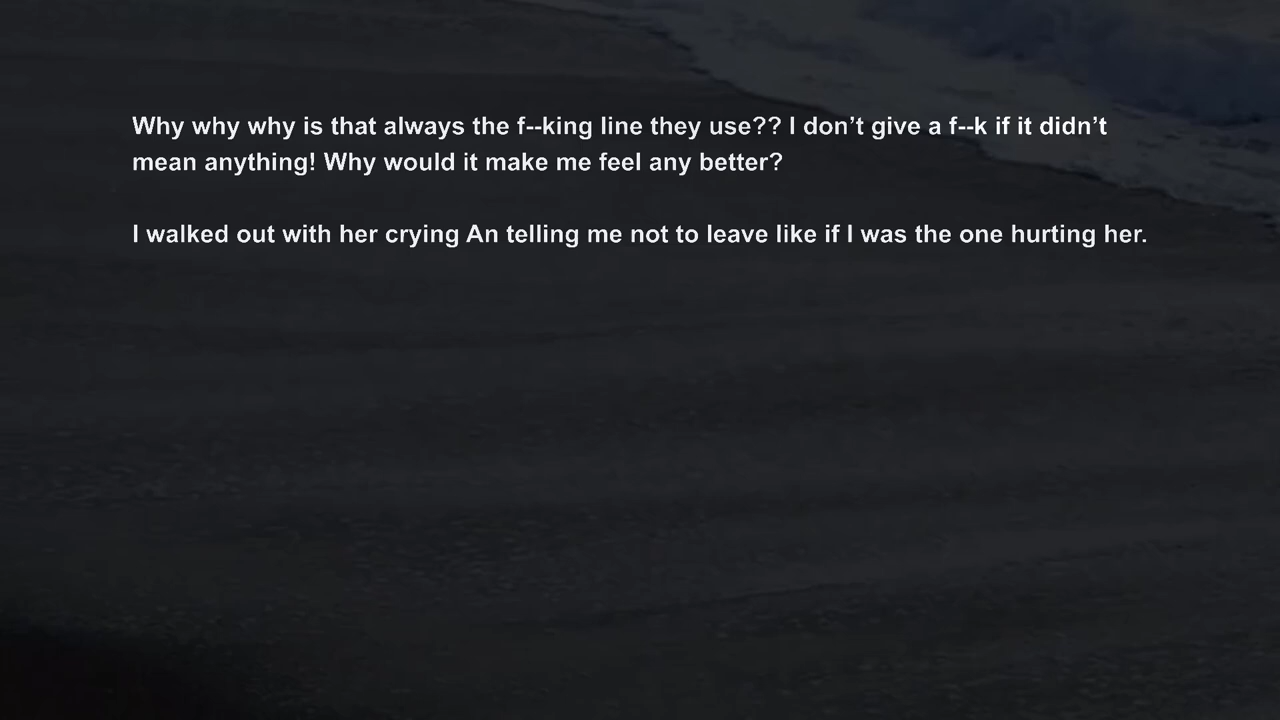 Why why why is that always the f--king line they use?? I don’t give a f--k if it didn’t
mean anything! Why would it make me feel any better?
I walked out with her crying An telling me not to leave like if I was the one hurting her.